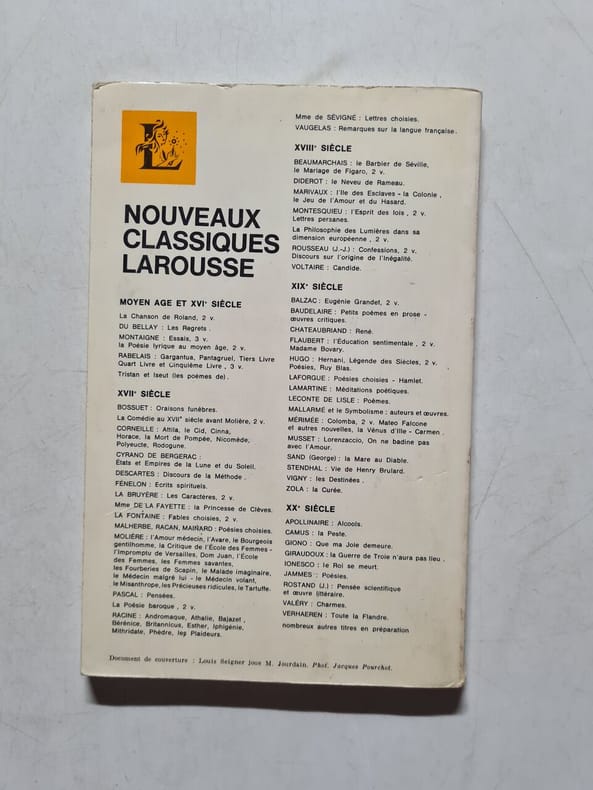 L
NOUVEAUX
CLASSIQUES
LAROUSSE
MOYEN AGE ET XVIe SIÈCLE
La Chanson de Roland, 2 v.
DU BELLAY : Les Regrets.
MONTAIGNE : Essais, 3 v.
la Poésie lyrique au moyen âge, 2 v.
RABELAIS : Gargantua, Pantagruel, Tiers Livre
Quart Livre et Cinquième Livre, 3 v.
Tristan et Iseut (les poèmes de).
XVIIe SIÈCLE
BOSSUET : Oraisons funèbres.
La Comédie au XVIIe siècle avant Molière, 2 v.
CORNEILLE : Attila, le Cid, Cinna,
Horace, la Mort de Pompée, Nicomède,
Polyeucte, Rodogune.
CYRANO DE BERGERAC :
États et Empires de la Lune et du Soleil.
DESCARTES : Discours de la Méthode.
FÉNELON : Écrits spirituels.
LA BRUYÈRE : Les Caractères, 2 v.
Mme DE LA FAYETTE : la Princesse de Clèves.
LA FONTAINE : Fables choisies, 2 v.
MALHERBE, RACAN, MAINARD : Poésies choisies.
MOLIÈRE : l'Amour médecin, l'Avare, le Bourgeois
gentilhomme, la Critique de l'École des Femmes -
l'Impromptu de Versailles, Dom Juan, l'École
des Femmes, les Femmes savantes,
les Fourberies de Scapin, le Malade imaginaire,
le Médecin malgré lui - le Médecin volant,
le Misanthrope, les Précieuses ridicules, le Tartuffe.
PASCAL : Pensées.
La Poésie baroque, 2 v.
RACINE : Andromaque, Athalie, Bajazet,
Bérénice, Britannicus, Esther, Iphigénie,
Mithridate, Phèdre, les Plaideurs.
Mme de SÉVIGNÉ : Lettres choisies.
VAUGELAS : Remarques sur la langue française.
XVIIIe SIÈCLE
BEAUMARCHAIS : le Barbier de Séville,
le Mariage de Figaro, 2 v.
DIDEROT : le Neveu de Rameau.
MARIVAUX : l'Ile des Esclaves - la Colonie,
le Jeu de l'Amour et du Hasard.
MONTESQUIEU : l'Esprit des lois, 2 v.
Lettres persanes.
La Philosophie des Lumières dans sa
dimension européenne, 2 v.
ROUSSEAU (J.-J.) : Confessions, 2 v.
Discours sur l'origine de l'Inégalité.
VOLTAIRE : Candide.
XIXe SIÈCLE
BALZAC : Eugénie Grandet, 2 v.
BAUDELAIRE : Petits poèmes en prose -
œuvres critiques.
CHATEAUBRIAND : René.
FLAUBERT : l'Éducation sentimentale, 2 v.
Madame Bovary.
HUGO : Hernani, Légende des Siècles, 2 v.
Poésies, Ruy Blas.
LAFORGUE : Poésies choisies - Hamlet.
LAMARTINE : Méditations poétiques.
LECONTE DE LISLE : Poèmes.
MALLARMÉ et le Symbolisme : auteurs et œuvres.
MÉRIMÉE : Colomba, 2 v. Mateo Falcone
et autres nouvelles, la Vénus d'Ille - Carmen.
MUSSET : Lorenzaccio, On ne badine pas
avec l'Amour.
SAND (George) : la Mare au Diable.
STENDHAL : Vie de Henry Brulard.
VIGNY : les Destinées.
ZOLA : la Curée.
XXe SIÈCLE
APOLLINAIRE : Alcools.
CAMUS : la Peste.
GIONO : Que ma Joie demeure.
GIRAUDOUX : la Guerre de Troie n'aura pas lieu.
IONESCO : le Roi se meurt.
JAMMES : Poésies.
ROSTAND (J.) : Pensée scientifique
et œuvre littéraire.
VALÉRY : Charmes.
VERHAEREN : Toute la Flandre.
nombreux autres titres en préparation
Document de couverture : Louis Seigner joue M. Jourdain. Phot. Jacques Pourchot.